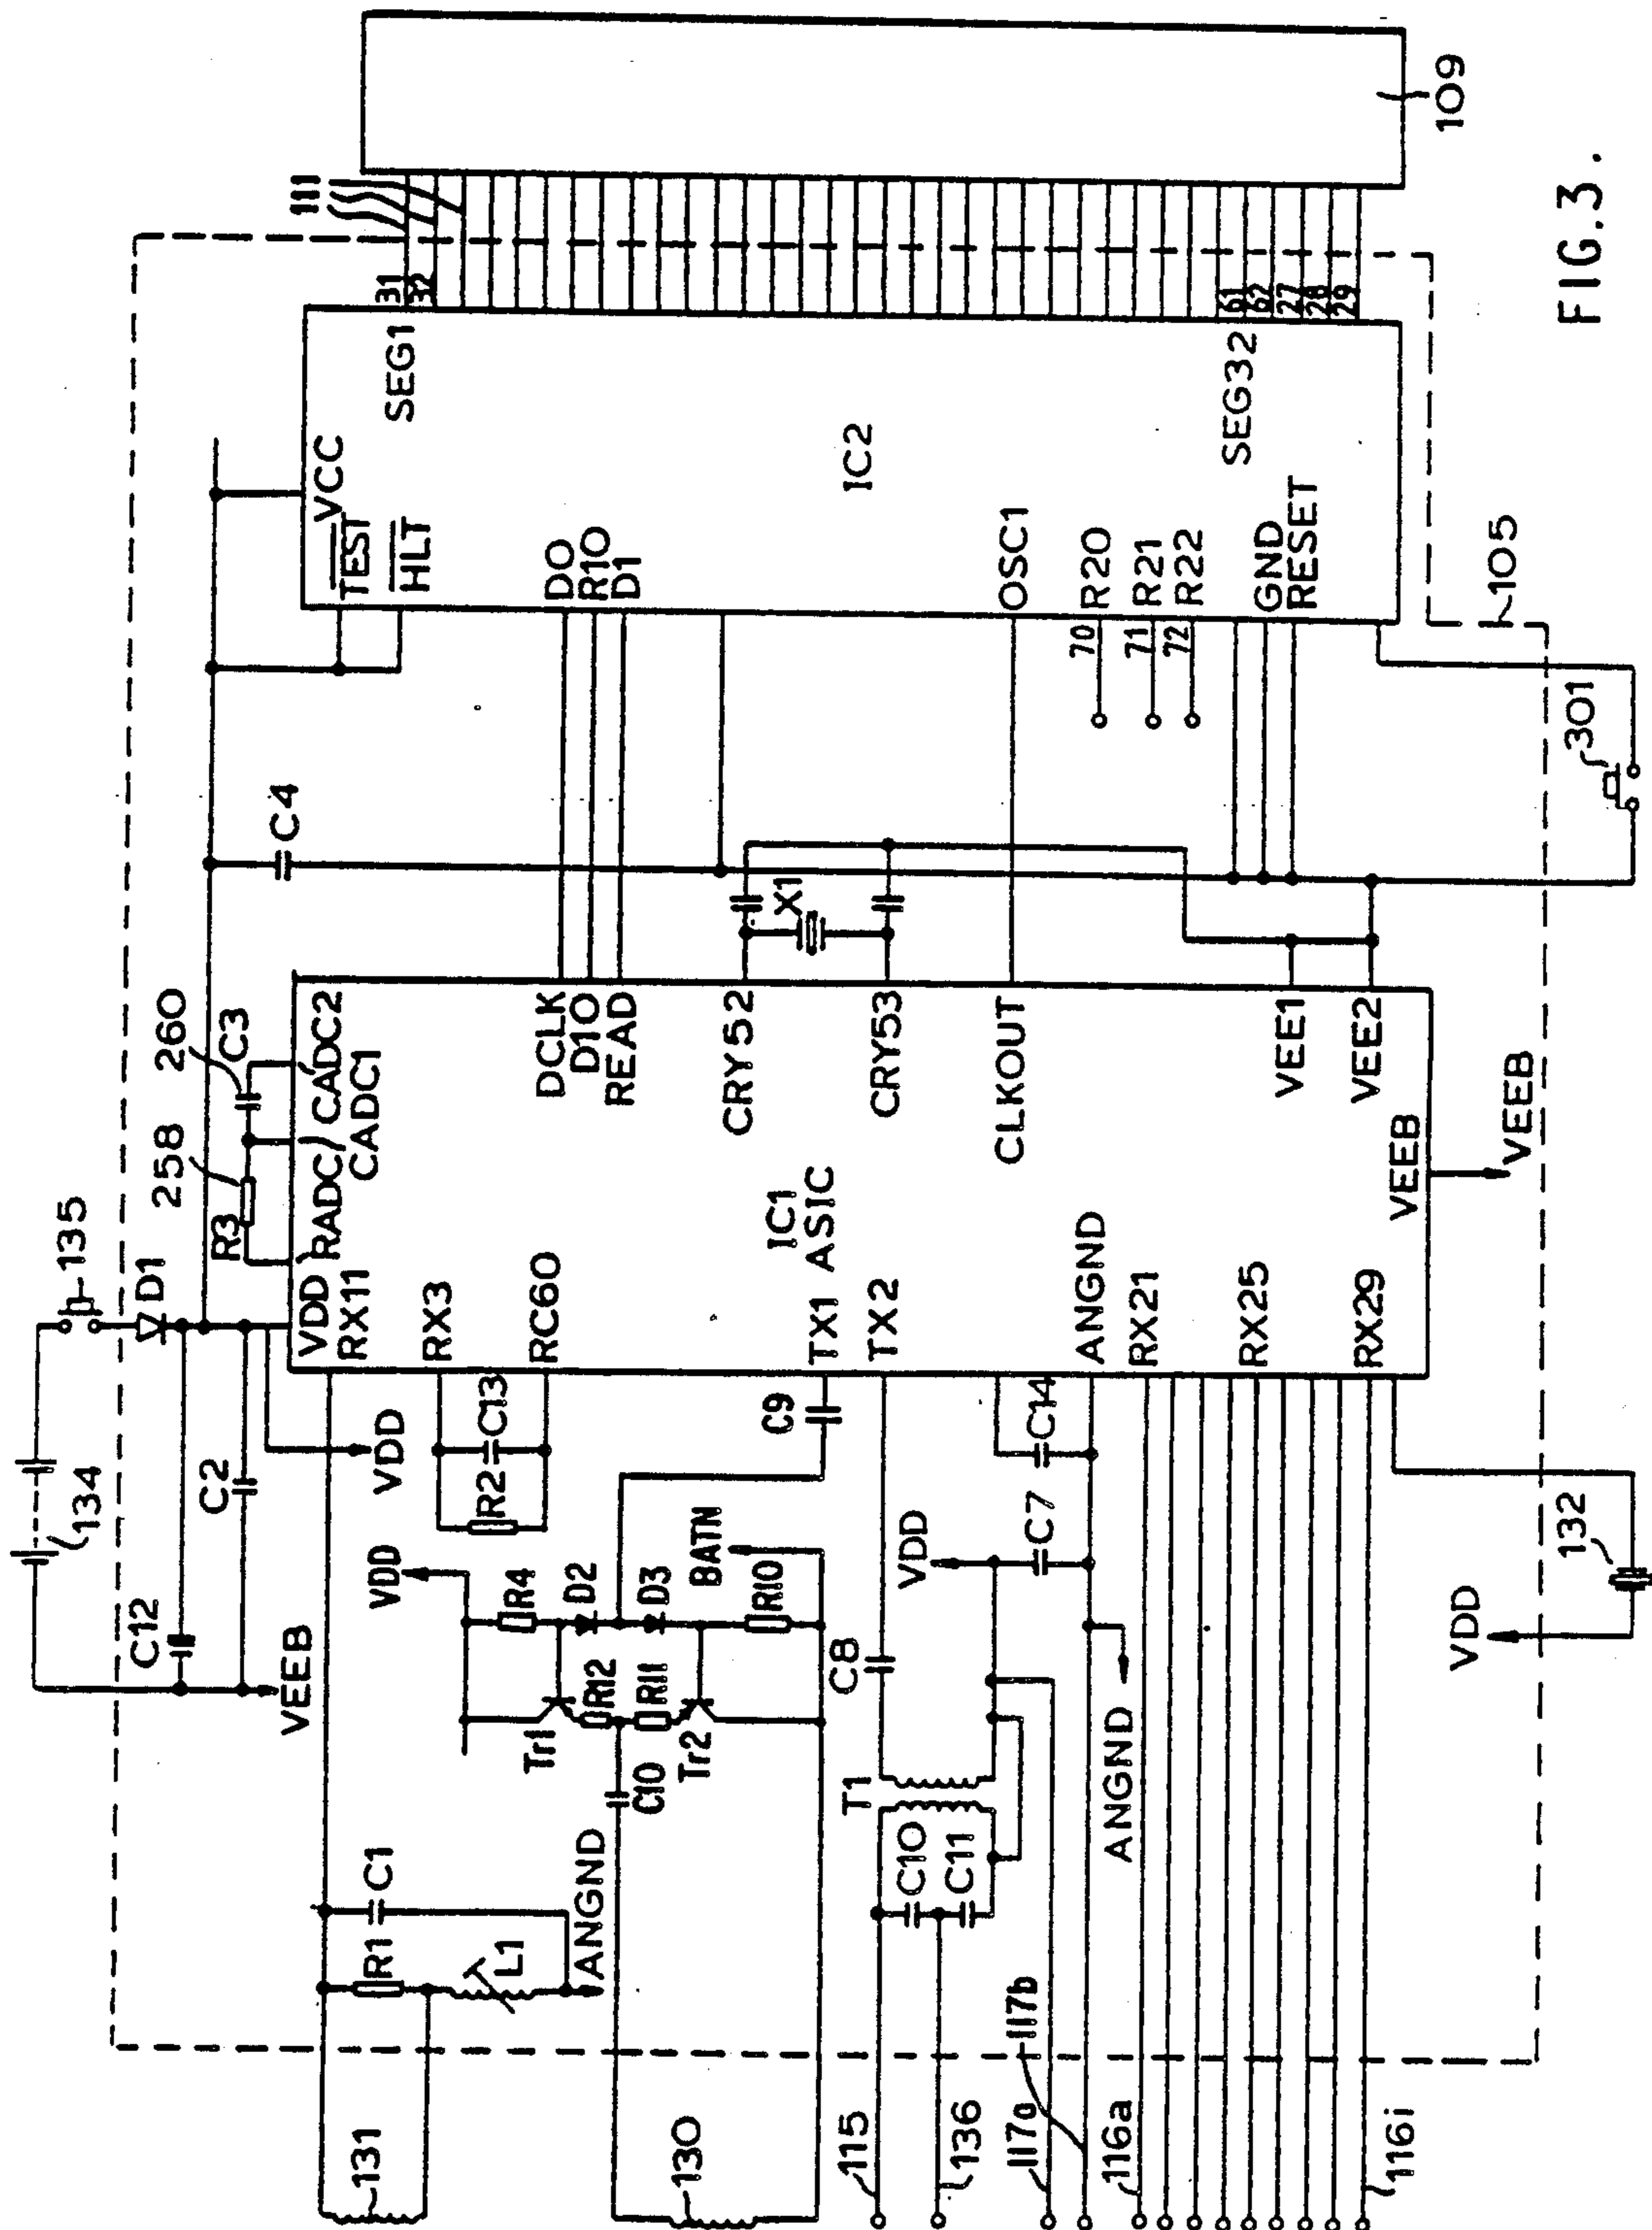 109
111
31
32
61
62
27
28
29
SEG1
SEG32
VCC
TEST
HLT
IC2
D0
R10
D1
OSC1
R20
R21
R22
GND
RESET
70
71
72
105
301
C4
X1
260
C3
258
R3
135
D1
134
C12
C2
VEEB
VDD
VDD
RX11
RADC/
CADC1
CADC2
DCLK
D10
READ
CRY52
CRY53
CLKOUT
VEE1
VEE2
VEEB
VEEB
IC1
ASIC
RX3
RC60
TX1
TX2
ANGND
RX21
RX25
RX29
R2
C13
C9
C14
C7
VDD
R4
D2
D3
BATN
R10
Tr1
R12
R11
Tr2
C10
VDD
C8
T1
C10
C11
ANGND
VDD
132
C1
R1
L1
ANGND
131
130
115
136
117a
117b
116a
116i
FIG.3.